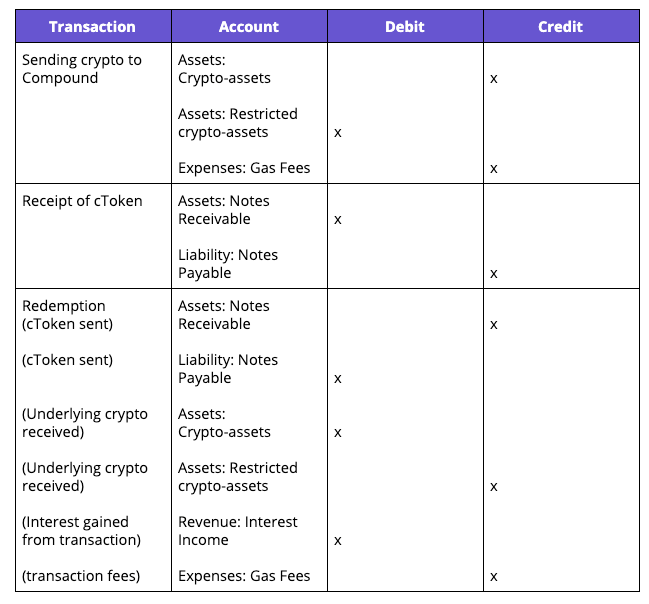 Transaction Account Debit Credit
Sending crypto to Assets:
Compound Crypto-assets x
Assets: Restricted
crypto-assets x
Expenses: Gas Fees x
Receipt of cToken Assets: Notes
Receivable x
Liability: Notes
Payable x
Redemption Assets: Notes
(cToken sent) Receivable x
(cToken sent) Liability: Notes
Payable x
(Underlying crypto Assets:
received) Crypto-assets x
(Underlying crypto Assets: Restricted
received) crypto-assets x
(Interest gained Revenue: Interest
from transaction) Income x
(transaction fees) Expenses: Gas Fees x